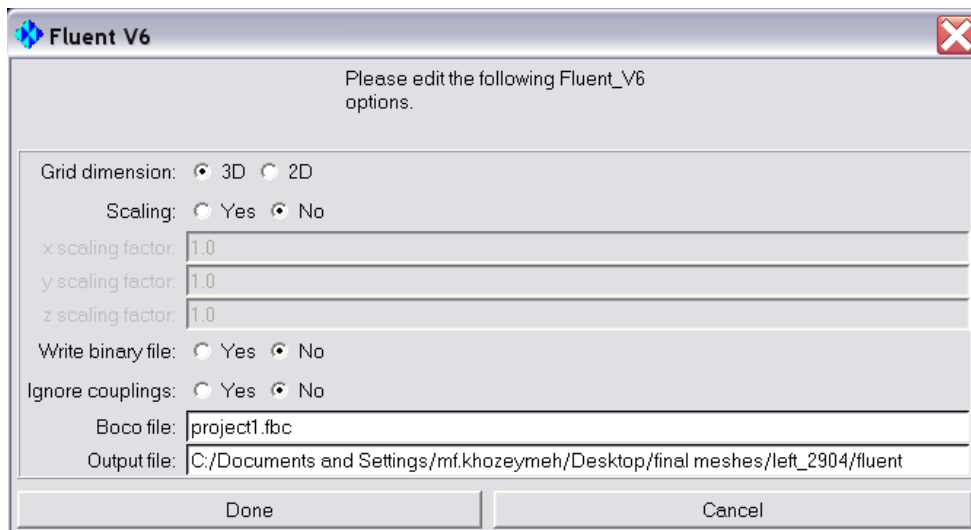 Fluent V6
Please edit the following Fluent_V6
options.
Grid dimension: 3D 2D
Scaling: Yes No
x scaling factor: 1.0
y scaling factor: 1.0
z scaling factor: 1.0
Write binary file: Yes No
Ignore couplings: Yes No
Boco file: project1.fbc
Output file: C:/Documents and Settings/mf.khozeymeh/Desktop/final meshes/left_2904/fluent
Done Cancel